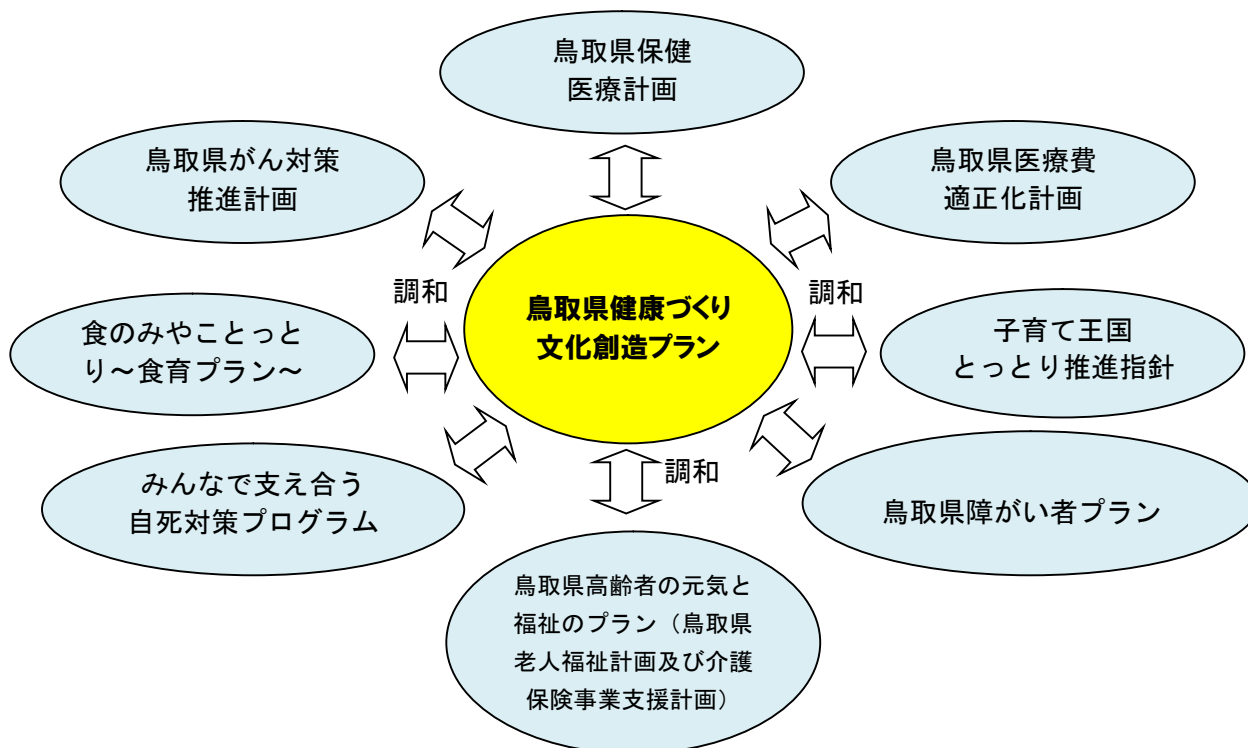 鳥取県保健
医療計画
鳥取県がん対策
推進計画
鳥取県医療費
適正化計画
調和
調和
食のみやことっと
り~食育プラン~
鳥取県健康づくり
文化創造プラン
子育て王国
とっとり推進指針
みんなで支え合う
自死対策プログラム
調和
鳥取県障がい者プラン
鳥取県高齢者の元気と
福祉のプラン（鳥取県
老人福祉計画及び介護
保険事業支援計画）